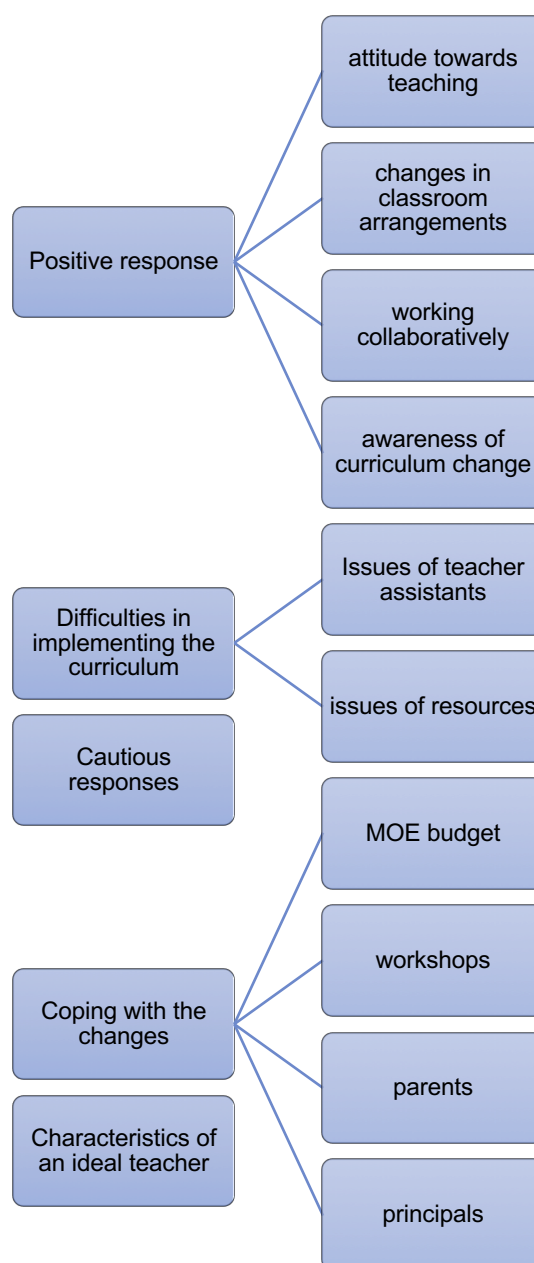 Positive response
attitude towards
teaching
changes in
classroom
arrangements
working
collaboratively
awareness of
curriculum change
Difficulties in
implementing the
curriculum
Issues of teacher
assistants
issues of resources
Cautious
responses
Coping with the
changes
MOE budget
workshops
parents
principals
Characteristics of
an ideal teacher